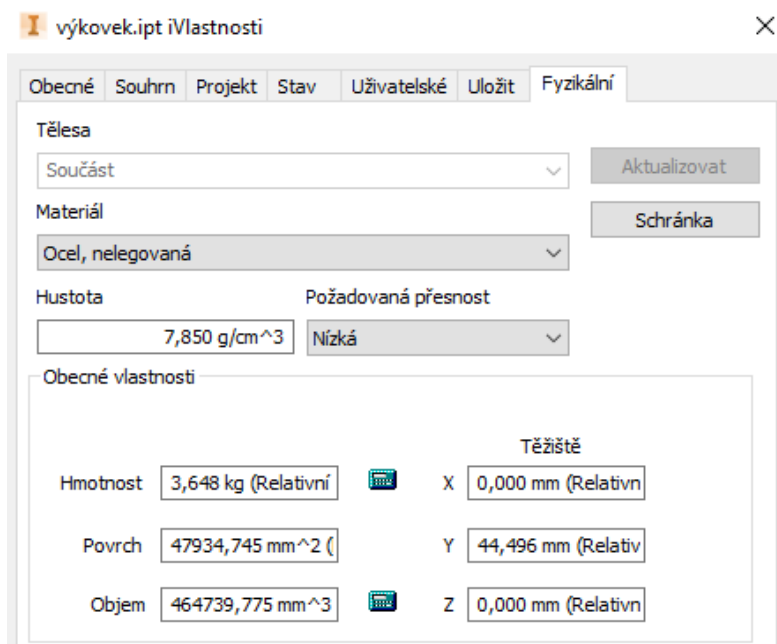 výkovek.ipt iVlastnosti
Obecné Souhrn Projekt Stav Uživatelské Uložit Fyzikální
Tělesa
Součást Aktualizovat
Materiál Schránka
Ocel, nelegovaná
Hustota Požadovaná přesnost
7,850 g/cm^3 Nízká
Obecné vlastnosti
Těžiště
Hmotnost 3,648 kg (Relativní X 0,000 mm (Relativn
Povrch 47934,745 mm^2 ( Y 44,496 mm (Relativ
Objem 464739,775 mm^3 Z 0,000 mm (Relativn